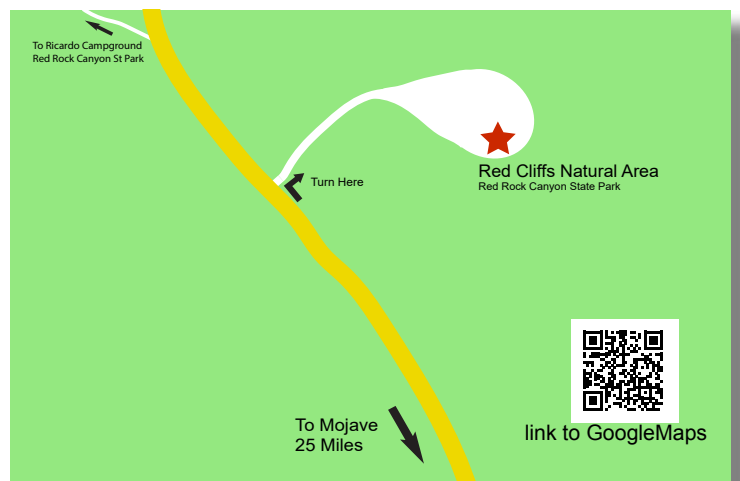 To Ricardo Campground
Red Rock Canyon St Park
Red Cliffs Natural Area
Red Rock Canyon State Park
Turn Here
To Mojave
25 Miles
link to GoogleMaps